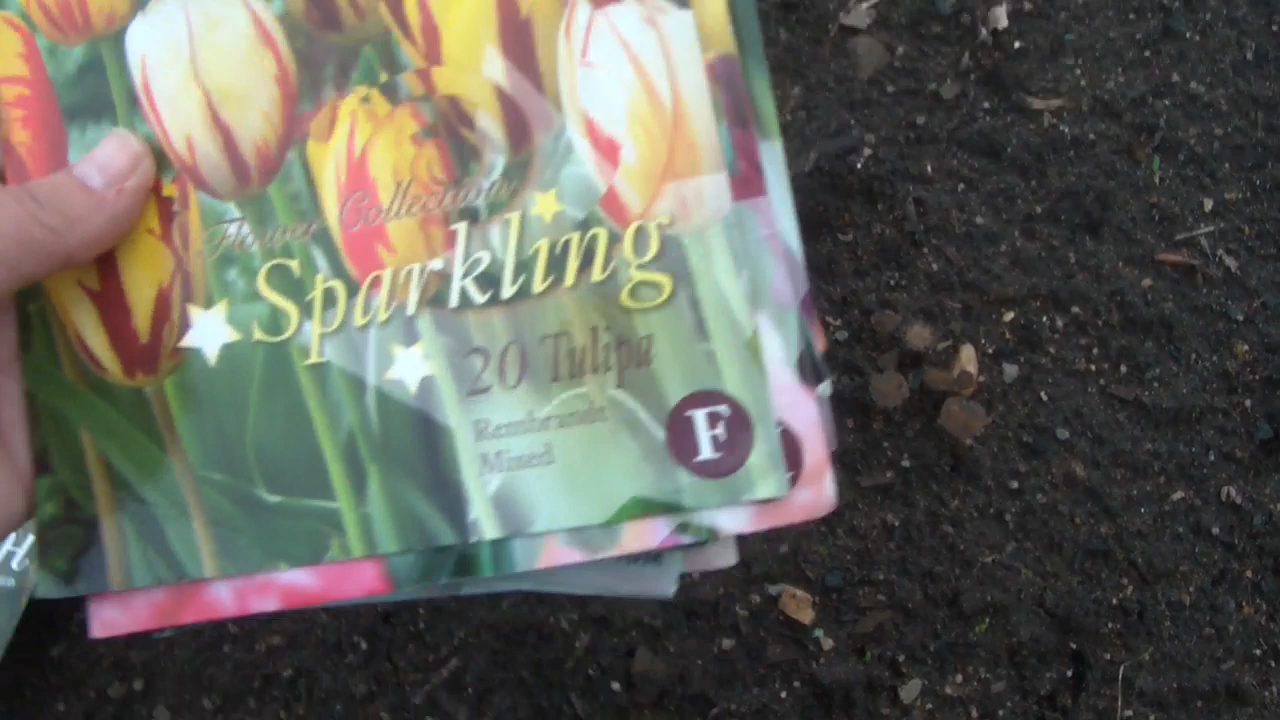 Flower Collection
Sparkling
20 Tulipa
Rembrandt
Mixed
F
H